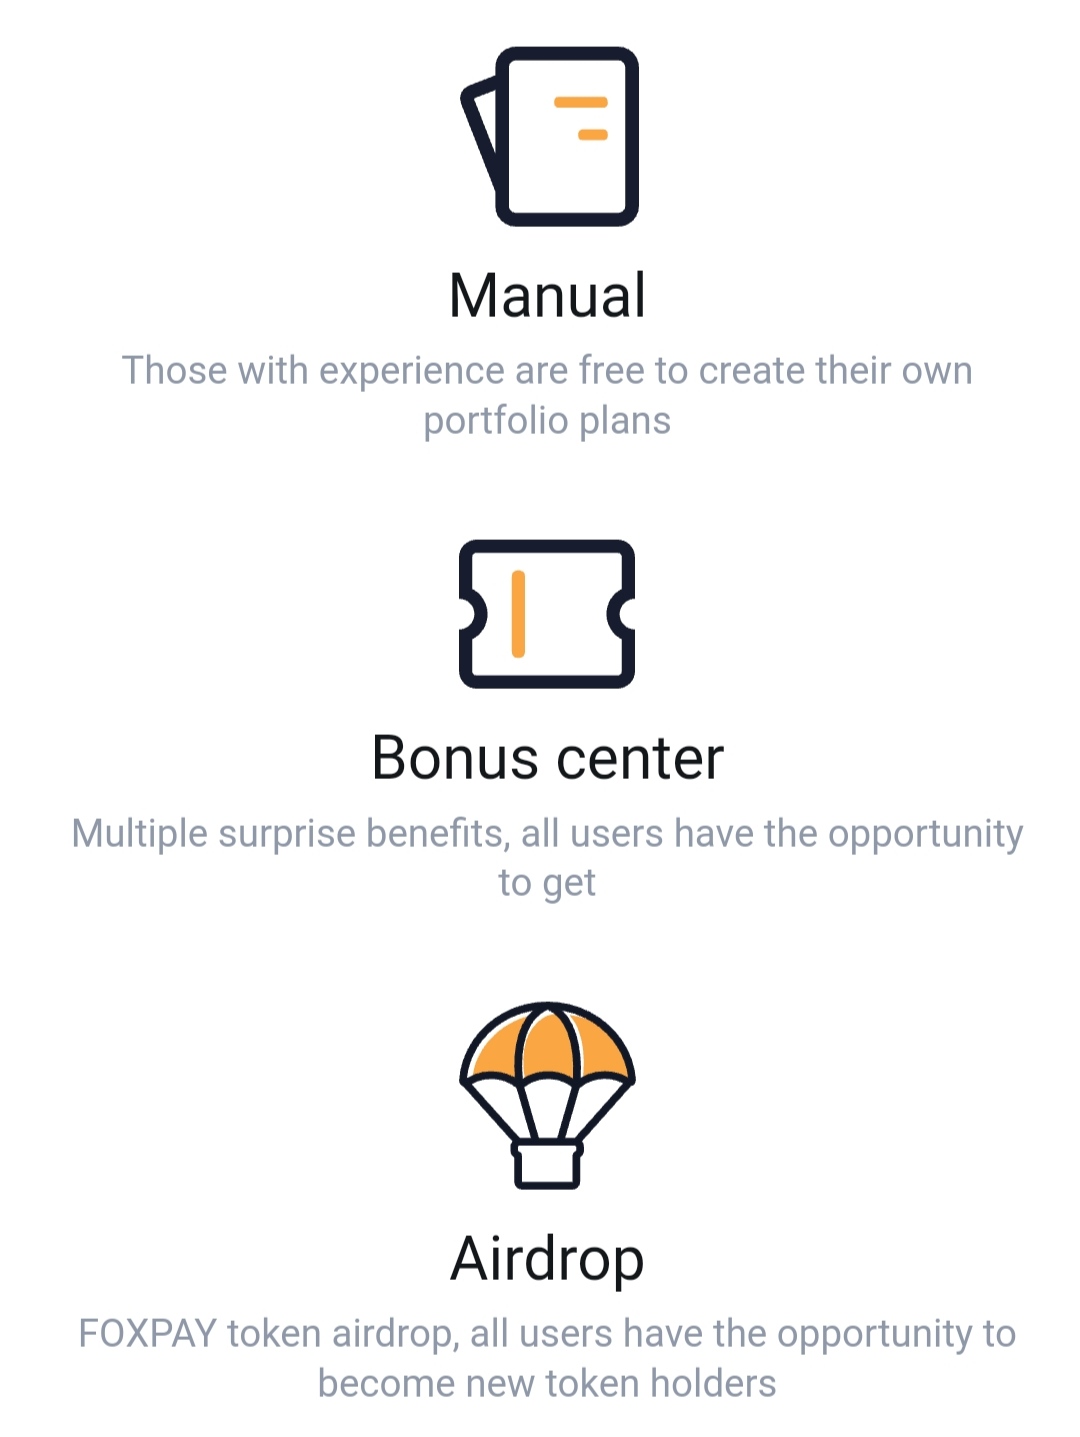 Manual
Those with experience are free to create their own
portfolio plans
Bonus center
Multiple surprise benefits, all users have the opportunity
to get
Airdrop
FOXPAY token airdrop, all users have the opportunity to
become new token holders